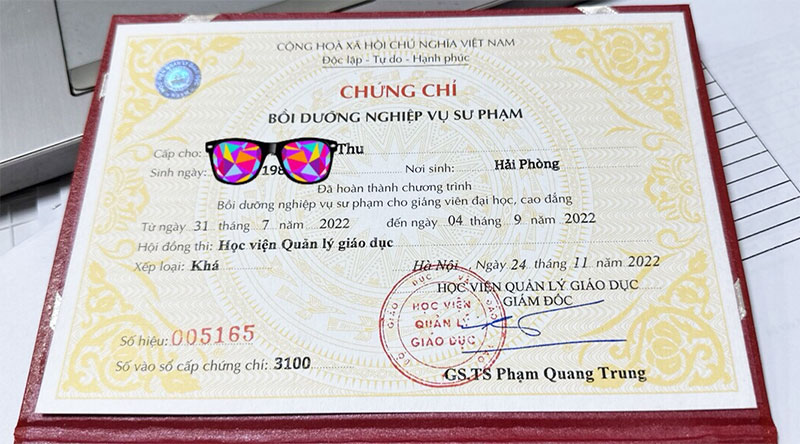 CỘNG HOÀ XÃ HỘI CHỦ NGHĨA VIỆT NAM
Độc lập - Tự do - Hạnh phúc
CHỨNG CHỈ
BỒI DƯỠNG NGHIỆP VỤ SƯ PHẠM
Cấp cho: Thu
Sinh ngày: 198 Nơi sinh: Hải Phòng
Đã hoàn thành chương trình
Bồi dưỡng nghiệp vụ sư phạm cho giảng viên đại học, cao đẳng
Từ ngày 31 tháng 7 năm 2022 đến ngày 04 tháng 9 năm 2022
Hội đồng thi: Học viện Quản lý giáo dục
Xếp loại: Khá Hà Nội, Ngày 24 tháng 11 năm 2022
HỌC VIỆN QUẢN LÝ GIÁO DỤC
GIÁM ĐỐC
HỌC VIỆN
QUẢN LÝ
GIÁO DỤC
Số hiệu: 005165
Số vào sổ cấp chứng chỉ: 3100
GS.TS Phạm Quang Trung